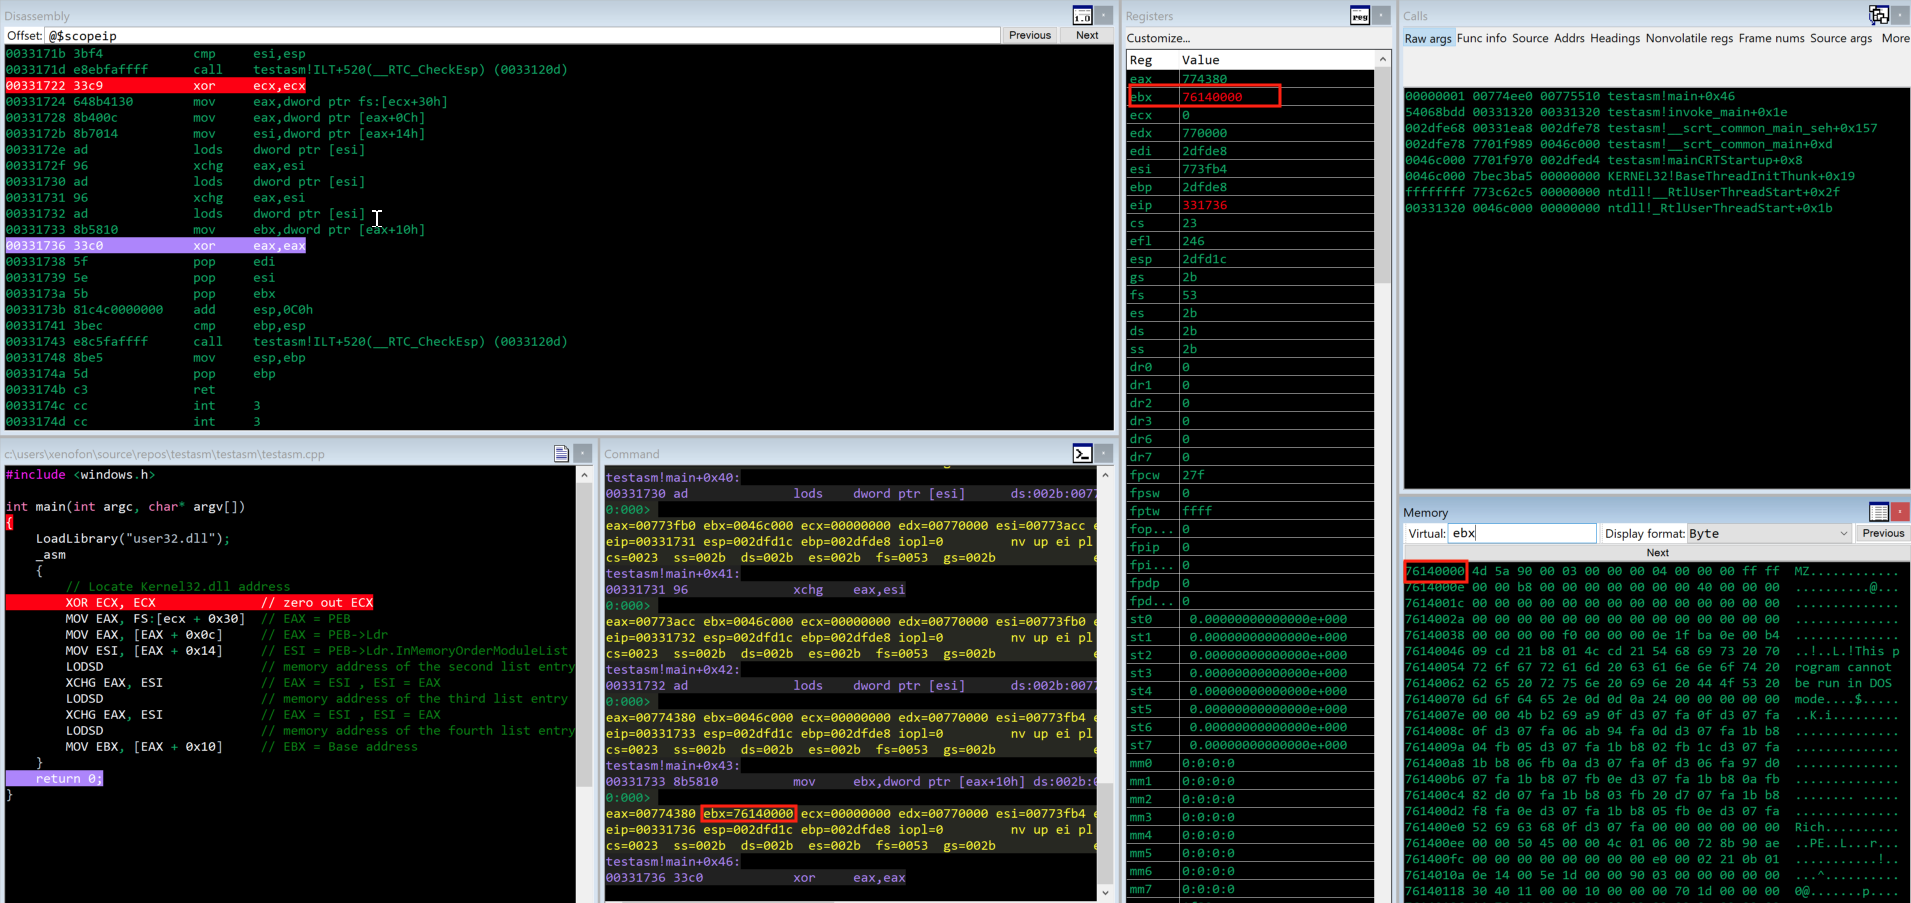 Disassembly
Offset: @$scopeip
Previous
Next
0033171b 3bf4 cmp esi,esp
0033171d e8ebfaffff call testasm!ILT+520(__RTC_CheckEsp) (0033120d)
00331722 33c9 xor ecx,ecx
00331724 648b4130 mov eax,dword ptr fs:[ecx+30h]
00331728 8b400c mov eax,dword ptr [eax+0Ch]
0033172b 8b7014 mov esi,dword ptr [eax+14h]
0033172e ad lods dword ptr [esi]
0033172f 96 xchg eax,esi
00331730 ad lods dword ptr [esi]
00331731 96 xchg eax,esi
00331732 ad lods dword ptr [esi]
00331733 8b5810 mov ebx,dword ptr [eax+10h]
00331736 33c0 xor eax,eax
00331738 5f pop edi
00331739 5e pop esi
0033173a 5b pop ebx
0033173b 81c4c0000000 add esp,0C0h
00331741 3bec cmp ebp,esp
00331743 e8c5faffff call testasm!ILT+520(__RTC_CheckEsp) (0033120d)
00331748 8be5 mov esp,ebp
0033174a 5d pop ebp
0033174b c3 ret
0033174c cc int 3
0033174d cc int 3
c:\users\xenofon\source\repos\testasm\testasm\testasm.cpp
#include <windows.h>
int main(int argc, char* argv[])
{
LoadLibrary("user32.dll");
_asm
{
// Locate Kernel32.dll address
XOR ECX, ECX // zero out ECX
MOV EAX, FS:[ecx + 0x30] // EAX = PEB
MOV EAX, [EAX + 0x0c] // EAX = PEB->Ldr
MOV ESI, [EAX + 0x14] // ESI = PEB->Ldr.InMemoryOrderModuleList
LODSD // memory address of the second list entry
XCHG EAX, ESI // EAX = ESI , ESI = EAX
LODSD // memory address of the third list entry
XCHG EAX, ESI // EAX = ESI , ESI = EAX
LODSD // memory address of the fourth list entry
MOV EBX, [EAX + 0x10] // EBX = Base address
}
return 0;
}
Command
testasm!main+0x40:
00331730 ad lods dword ptr [esi] ds:002b:0077
0:000>
eax=00773fb0 ebx=0046c000 ecx=00000000 edx=00770000 esi=00773acc e
eip=00331731 esp=002dfd1c ebp=002dfde8 iopl=0 nv up ei pl
cs=0023 ss=002b ds=002b es=002b fs=0053 gs=002b
testasm!main+0x41:
00331731 96 xchg eax,esi
0:000>
eax=00773acc ebx=0046c000 ecx=00000000 edx=00770000 esi=00773fb0 e
eip=00331732 esp=002dfd1c ebp=002dfde8 iopl=0 nv up ei pl
cs=0023 ss=002b ds=002b es=002b fs=0053 gs=002b
testasm!main+0x42:
00331732 ad lods dword ptr [esi] ds:002b:0077
0:000>
eax=00774380 ebx=0046c000 ecx=00000000 edx=00770000 esi=00773fb4 e
eip=00331733 esp=002dfd1c ebp=002dfde8 iopl=0 nv up ei pl
cs=0023 ss=002b ds=002b es=002b fs=0053 gs=002b
testasm!main+0x43:
00331733 8b5810 mov ebx,dword ptr [eax+10h] ds:002b:0
0:000>
eax=00774380 ebx=76140000 ecx=00000000 edx=00770000 esi=00773fb4 e
eip=00331736 esp=002dfd1c ebp=002dfde8 iopl=0 nv up ei pl
cs=0023 ss=002b ds=002b es=002b fs=0053 gs=002b
testasm!main+0x46:
00331736 33c0 xor eax,eax
Registers
Customize...
Reg Value
eax 774380
ebx 76140000
ecx 0
edx 770000
edi 2dfde8
esi 773fb4
ebp 2dfde8
eip 331736
cs 23
efl 246
esp 2dfd1c
gs 2b
fs 53
es 2b
ds 2b
ss 2b
dr0 0
dr1 0
dr2 0
dr3 0
dr6 0
dr7 0
fpcw 27f
fpsw 0
fptw ffff
fop... 0
fpip 0
fpi... 0
fpdp 0
fpd... 0
st0 0.000000000000000e+000
st1 0.000000000000000e+000
st2 0.000000000000000e+000
st3 0.000000000000000e+000
st4 0.000000000000000e+000
st5 0.000000000000000e+000
st6 0.000000000000000e+000
st7 0.000000000000000e+000
mm0 0:0:0:0
mm1 0:0:0:0
mm2 0:0:0:0
mm3 0:0:0:0
mm4 0:0:0:0
mm5 0:0:0:0
mm6 0:0:0:0
mm7 0:0:0:0
Calls
Raw args Func info Source Addrs Headings Nonvolatile regs Frame nums Source args More
00000001 00774ee0 00775510 testasm!main+0x46
54068bdd 00331320 00331320 testasm!invoke_main+0x1e
002dfe68 00331ea8 002dfe78 testasm!__scrt_common_main_seh+0x157
002dfe78 7701f989 0046c000 testasm!__scrt_common_main+0xd
0046c000 7701f970 002dfed4 testasm!mainCRTStartup+0x8
0046c000 7bec3ba5 00000000 KERNEL32!BaseThreadInitThunk+0x19
ffffffff 773c62c5 00000000 ntdll!__RtlUserThreadStart+0x2f
00331320 0046c000 00000000 ntdll!_RtlUserThreadStart+0x1b
Memory
Virtual: ebx Display format: Byte Previous
Next
76140000 4d 5a 90 00 03 00 00 00 04 00 00 00 ff ff MZ............
7614000e 00 00 b8 00 00 00 00 00 00 00 40 00 00 00 ..........@...
7614001c 00 00 00 00 00 00 00 00 00 00 00 00 00 00 ..............
7614002a 00 00 00 00 00 00 00 00 00 00 00 00 00 00 ..............
76140038 00 00 00 00 f0 00 00 00 0e 1f ba 0e 00 b4 ..............
76140046 09 cd 21 b8 01 4c cd 21 54 68 69 73 20 70 ..!..L.!This p
76140054 72 6f 67 72 61 6d 20 63 61 6e 6e 6f 74 20 rogram cannot
76140062 62 65 20 72 75 6e 20 69 6e 20 44 4f 53 20 be run in DOS
76140070 6d 6f 64 65 2e 0d 0d 0a 24 00 00 00 00 00 mode....$.....
7614007e 00 00 4b b2 69 a9 0f d3 07 fa 0f d3 07 fa ..K.i.........
7614008c 0f d3 07 fa 06 ab 94 fa 0d d3 07 fa 1b b8 ..............
7614009a 04 fb 05 d3 07 fa 1b b8 02 fb 1c d3 07 fa ..............
761400a8 1b b8 06 fb 0a d3 07 fa 0f d3 06 fa 97 d0 ..............
761400b6 07 fa 1b b8 07 fb 0e d3 07 fa 1b b8 0a fb ..............
761400c4 82 d0 07 fa 1b b8 03 fb 20 d7 07 fa 1b b8 ........ .....
761400d2 f8 fa 0e d3 07 fa 1b b8 05 fb 0e d3 07 fa ..............
761400e0 52 69 63 68 0f d3 07 fa 00 00 00 00 00 00 Rich..........
761400ee 00 00 50 45 00 00 4c 01 06 00 72 8b 90 ae ..PE..L...r...
761400fc 00 00 00 00 00 00 00 00 e0 00 02 21 0b 01 ...........!..
7614010a 0e 14 00 5e 1d 00 00 90 03 00 00 00 00 00 ...^..........
76140118 30 40 11 00 00 10 00 00 00 70 1d 00 00 00 0@.......p....